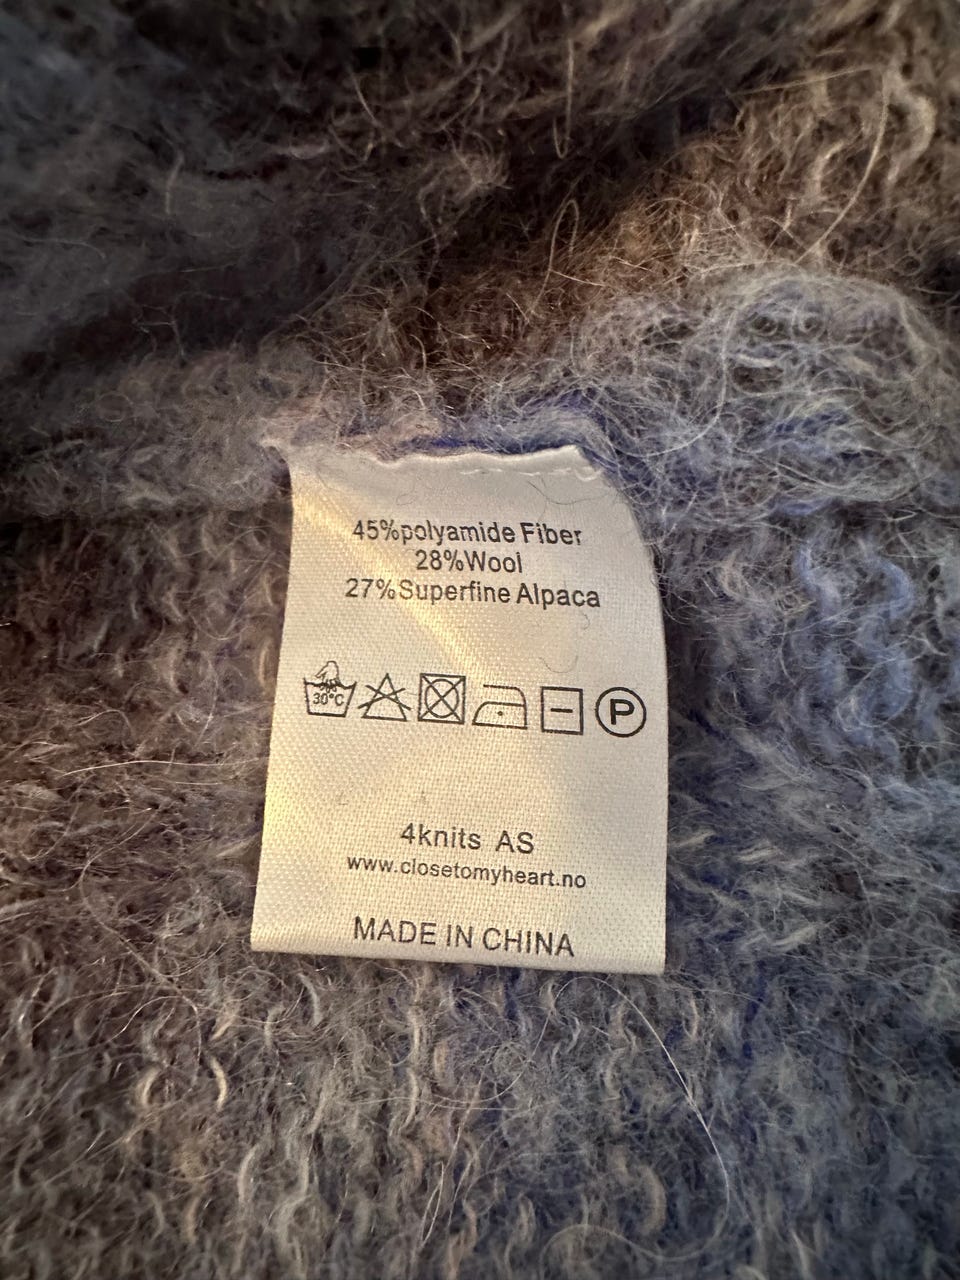 45%polyamide Fiber
28%Wool
27%Superfine Alpaca
30°C
P
4knits AS
www.closetomyheart.no
MADE IN CHINA